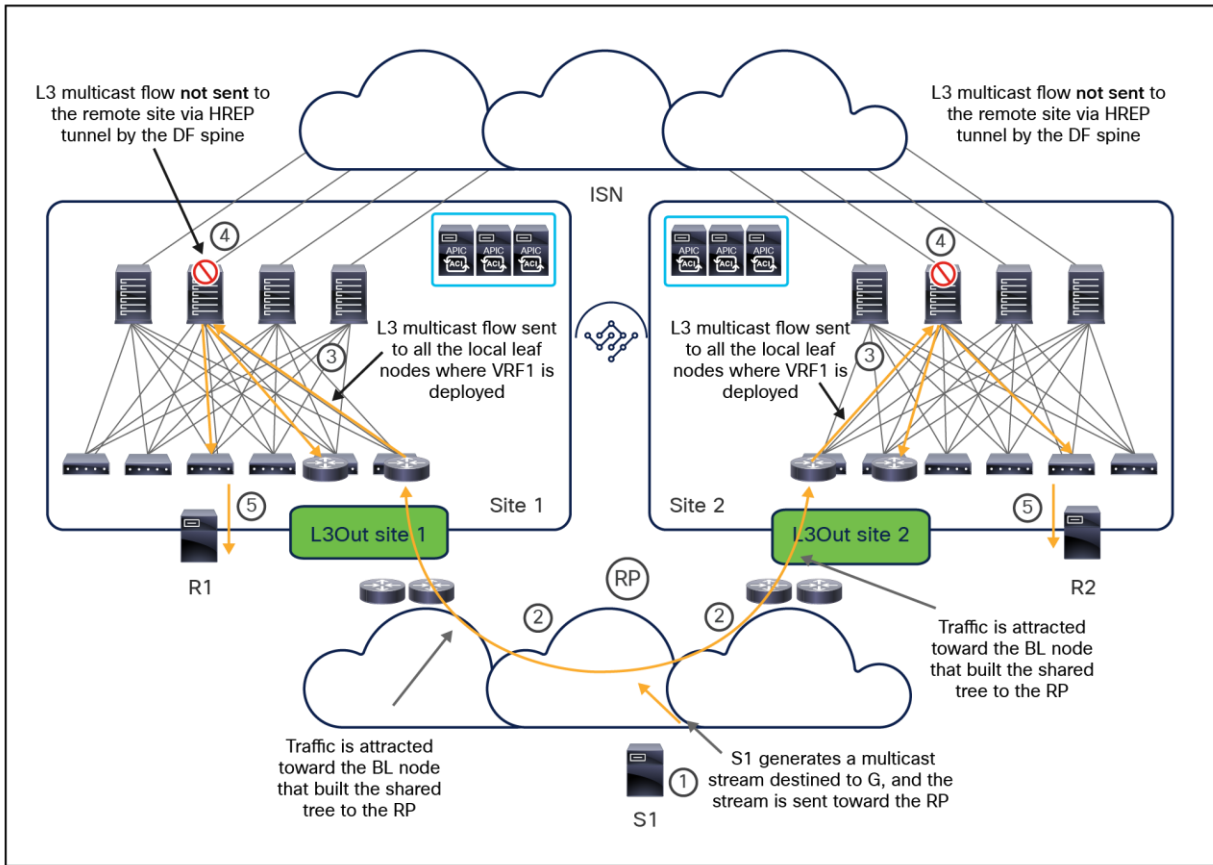 L3 multicast flow not sent to
the remote site via HREP
tunnel by the DF spine
L3 multicast flow not sent to
the remote site via HREP
tunnel by the DF spine
ISN
4
APIC
ACI
APIC
ACI
APIC
ACI
APIC
ACI
APIC
ACI
APIC
ACI
4
3
L3 multicast flow sent
to all the local leaf
nodes where VRF1 is
deployed
L3 multicast flow sent
to all the local leaf
nodes where VRF1 is
deployed
3
5
Site 1
Site 2
5
R1
L3Out site 1
L3Out site 2
R2
RP
2
2
Traffic is attracted
toward the BL node
that built the shared
tree to the RP
Traffic is attracted
toward the BL node
that built the shared
tree to the RP
1
S1
S1 generates a multicast
stream destined to G, and the
stream is sent toward the RP